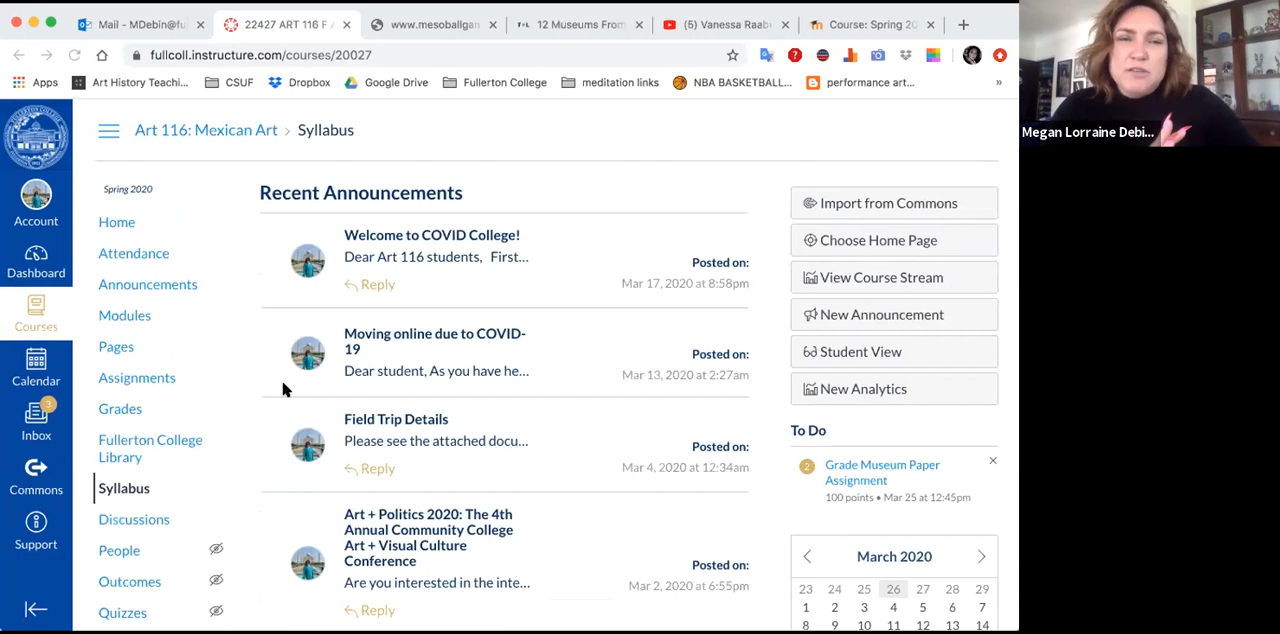 Mail - MDebin@fu
22427 ART 116 F
www.mesoballgan
12 Museums From
(5) Vanessa Raab
Course: Spring 20
fullcoll.instructure.com/courses/20027
Apps
Art History Teachi...
CSUF
Dropbox
Google Drive
Fullerton College
meditation links
NBA BASKETBALL...
performance art...
»
Megan Lorraine Debi...
Art 116: Mexican Art › Syllabus
Account
Dashboard
Courses
Calendar
3
Inbox
Commons
Support
Spring 2020
Home
Attendance
Announcements
Modules
Pages
Assignments
Grades
Fullerton College
Library
Syllabus
Discussions
People
Outcomes
Quizzes
Recent Announcements
Welcome to COVID College!
Dear Art 116 students, First...
Reply
Posted on:
Mar 17, 2020 at 8:58pm
Moving online due to COVID-
19
Dear student, As you have he...
Posted on:
Mar 13, 2020 at 2:27am
Field Trip Details
Please see the attached docu...
Reply
Posted on:
Mar 4, 2020 at 12:34am
Art + Politics 2020: The 4th
Annual Community College
Art + Visual Culture
Conference
Are you interested in the inte...
Reply
Posted on:
Mar 2, 2020 at 6:55pm
Import from Commons
Choose Home Page
View Course Stream
New Announcement
Student View
New Analytics
To Do
2
Grade Museum Paper
Assignment
100 points • Mar 25 at 12:45pm
March 2020
23 24 25 26 27 28 29
1 2 3 4 5 6 7
8 9 10 11 12 13 14